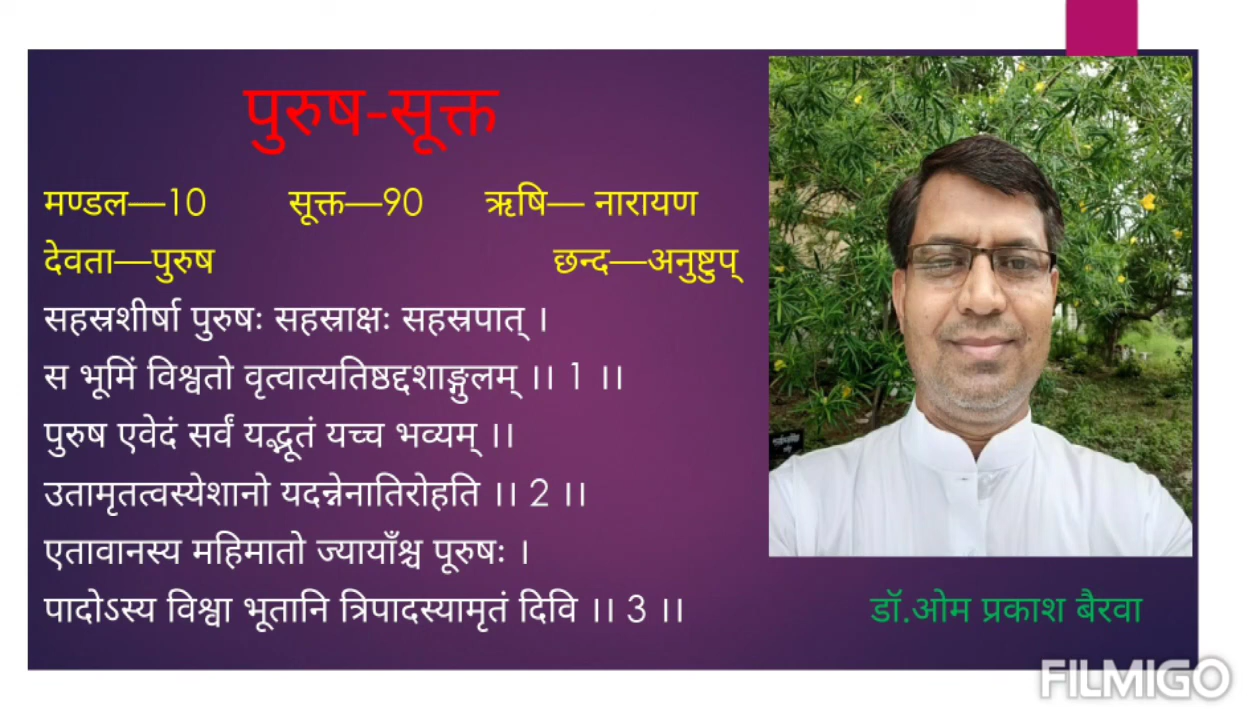 पुरुष-सूक्त
मण्डल—10 सूक्त—90 ऋषि— नारायण
देवता—पुरुष छन्द—अनुष्टुप्
सहस्रशीर्षा पुरुषः सहस्राक्षः सहस्रपात् ।
स भूमिं विश्वतो वृत्वात्यतिष्ठद्दशाङ्गुलम् ।। 1 ।।
पुरुष एवेदं सर्वं यद्भूतं यच्च भव्यम् ।।
उतामृतत्वस्येशानो यदन्नेनातिरोहति ।। 2 ।।
एतावानस्य महिमातो ज्यायाँश्च पूरुषः ।
पादोऽस्य विश्वा भूतानि त्रिपादस्यामृतं दिवि ।। 3 ।।
डॉ.ओम प्रकाश बैरवा
FILMIGO